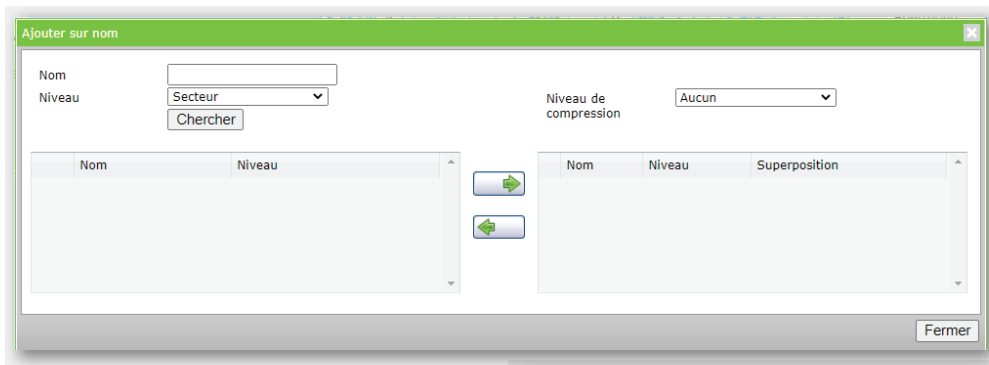 Ajouter sur nom
Nom
Niveau Secteur
Chercher
Niveau de compression Aucun
Nom Niveau
Nom Niveau Superposition
Fermer